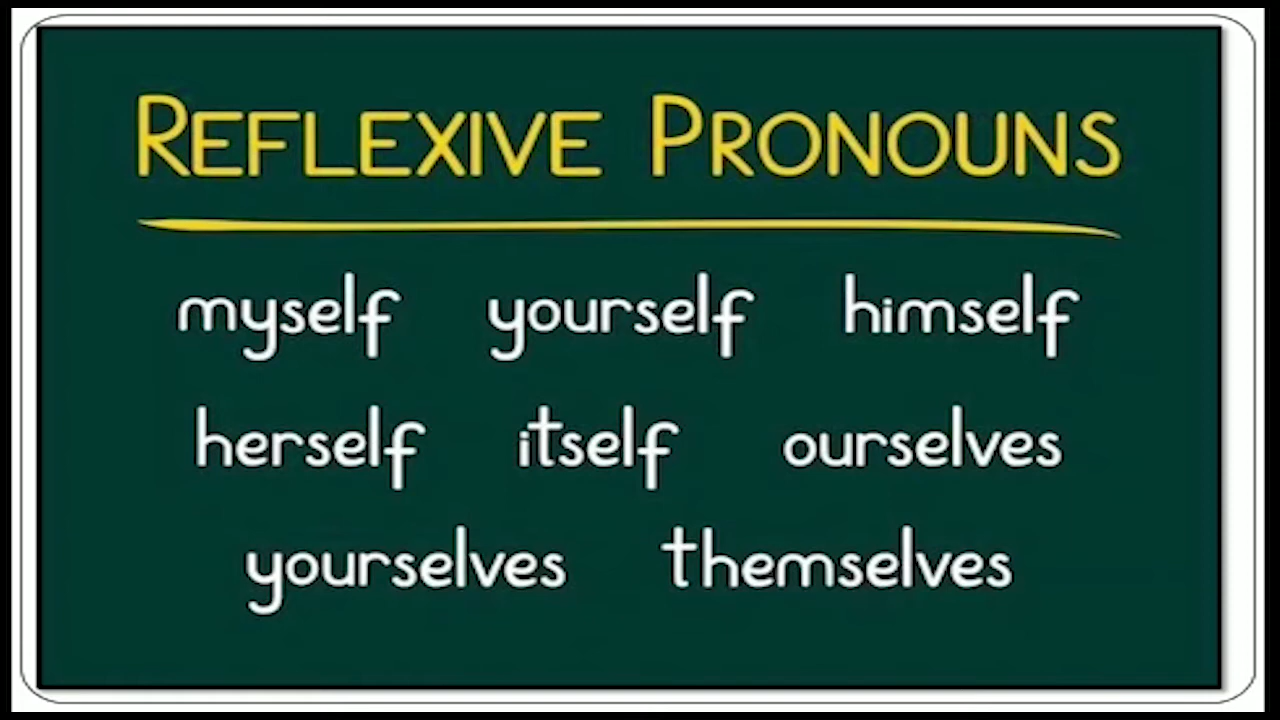 REFLEXIVE PRONOUNS
myself yourself himself
herself itself ourselves
yourselves themselves